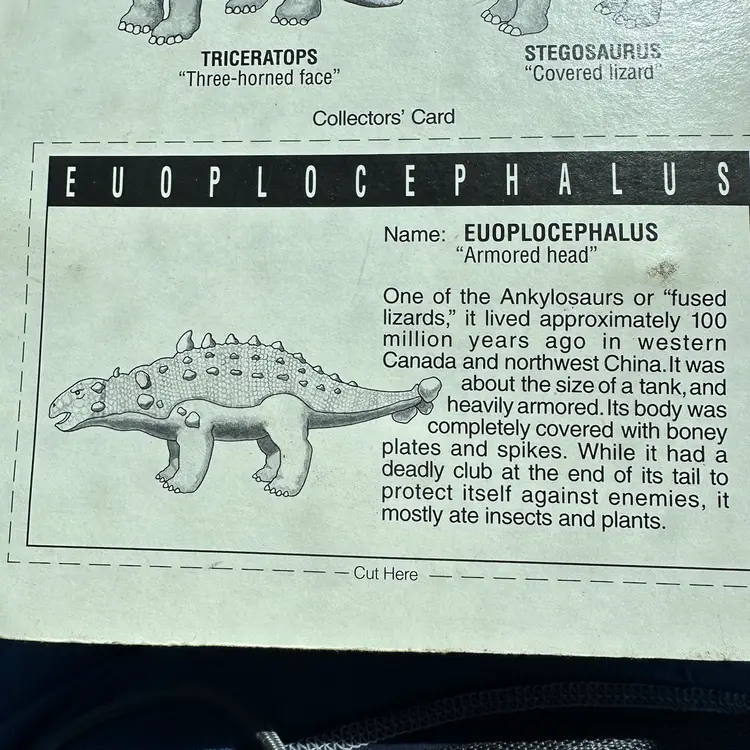 TRICERATOPS
"Three-horned face"
STEGOSAURUS
"Covered lizard"
Collectors' Card
EUOPLOCEPHALUS
Name: EUOPLOCEPHALUS
"Armored head"
One of the Ankylosaurs or "fused
lizards," it lived approximately 100
million years ago in western
Canada and northwest China. It was
about the size of a tank, and
heavily armored. Its body was
completely covered with boney
plates and spikes. While it had a
deadly club at the end of its tail to
protect itself against enemies, it
mostly ate insects and plants.
Cut Here